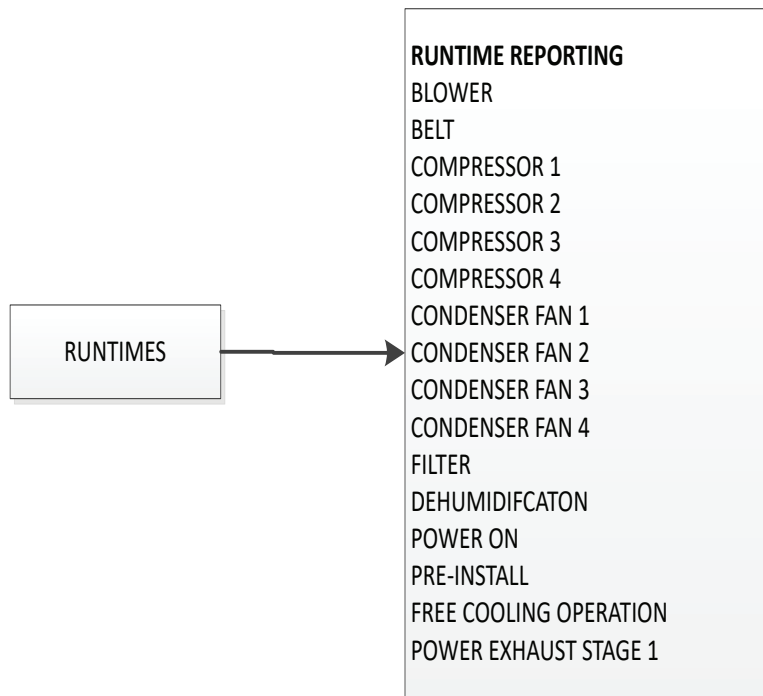 RUNTIMES
RUNTIME REPORTING
BLOWER
BELT
COMPRESSOR 1
COMPRESSOR 2
COMPRESSOR 3
COMPRESSOR 4
CONDENSER FAN 1
CONDENSER FAN 2
CONDENSER FAN 3
CONDENSER FAN 4
FILTER
DEHUMIDIFCATON
POWER ON
PRE-INSTALL
FREE COOLING OPERATION
POWER EXHAUST STAGE 1